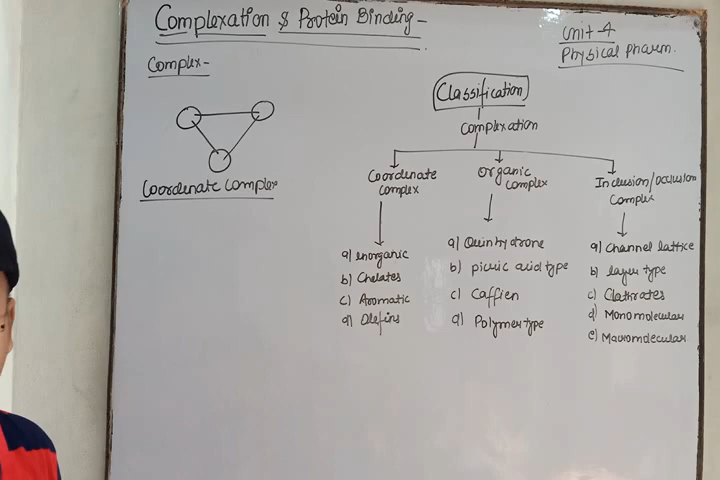 Complexation & Protein Binding-
Unit-4
Physical Pharm.
Complex-
Coordenate Complex
Classification
Complexation
Coordenate
complex
a) Inorganic
b) Chelates
c) Aromatic
d) Olefins
Organic
complex
a) Quinhydrone
b) picric acid type
c) Caffien
d) Polymer type
Inclusion/occlusion
Complex
a) Channel lattice
b) layer type
c) Clathrates
d) Monomolecular
e) Macromolecular